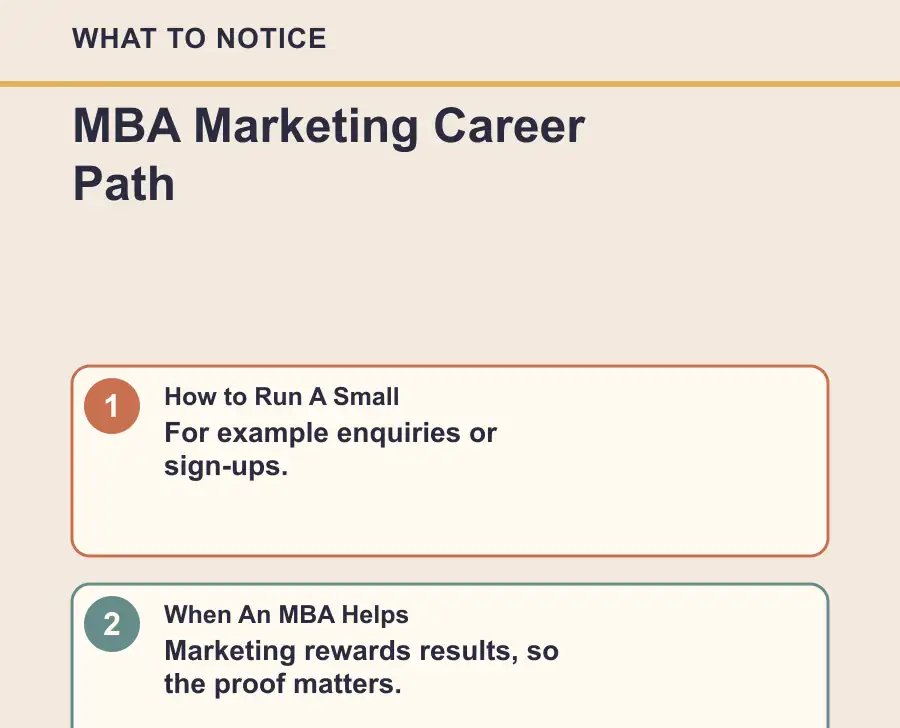 WHAT TO NOTICE
MBA Marketing Career
Path
1
How to Run A Small
For example enquiries or
sign-ups.
2
When An MBA Helps
Marketing rewards results, so
the proof matters.